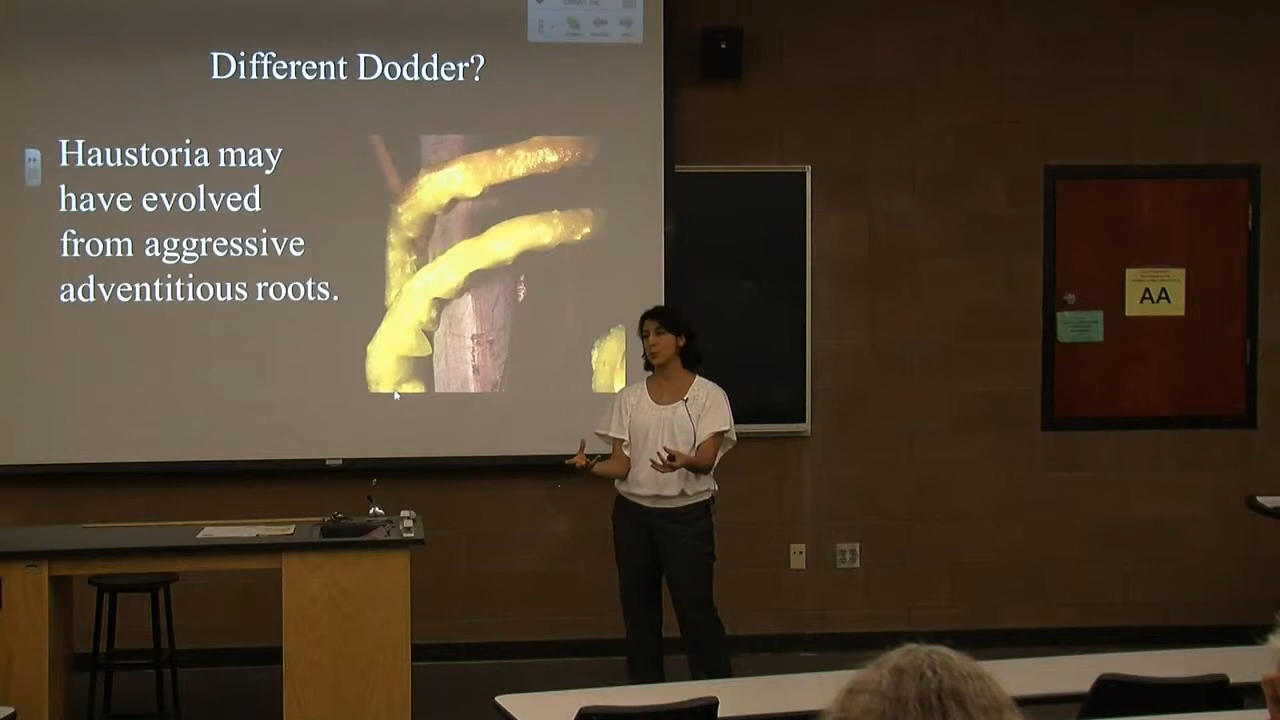 Different Dodder?
Haustoria may
have evolved
from aggressive
adventitious roots.
AA